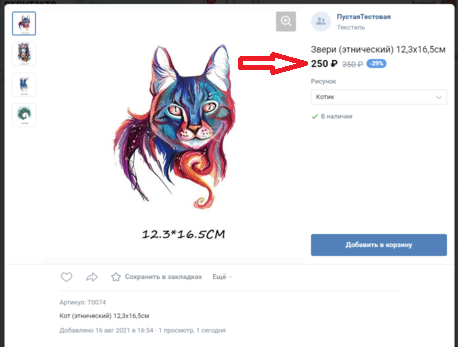 ПустаяТестовая
Текстиль
Звери (этнический) 12,3х16,5см
250 ₽ 350 ₽ -29%
Рисунок
Котик
В наличии
12.3*16.5CM
Добавить в корзину
Сохранить в закладках Ещё
Артикул: T0074
Кот (этнический) 12,3х16,5см
Добавлено 16 авг 2021 в 16:54 · 1 просмотр, 1 сегодня